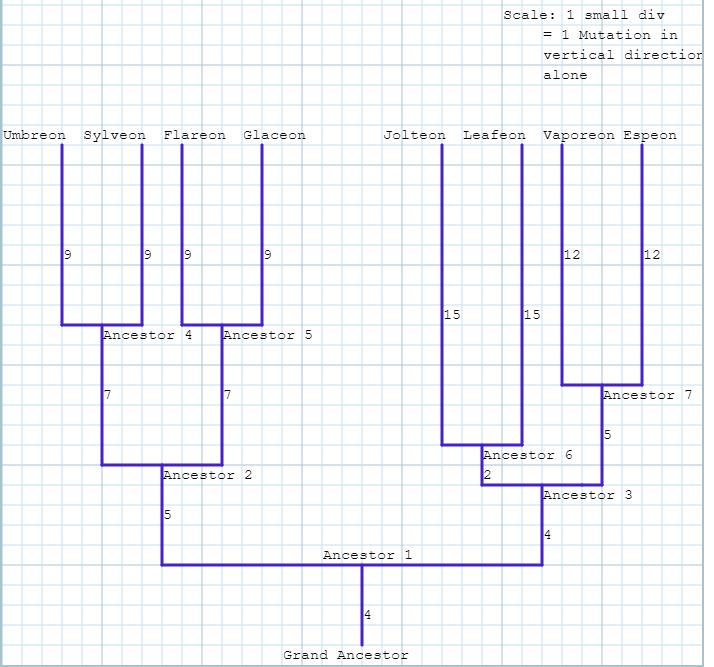 Scale: 1 small div
= 1 Mutation in
vertical direction
alone
Umbreon Sylveon Flareon Glaceon Jolteon Leafeon Vaporeon Espeon
9 9 9 9 12 12
15 15
Ancestor 4 Ancestor 5
7 7 Ancestor 7
5
Ancestor 6
Ancestor 2 2
Ancestor 3
5
4
Ancestor 1
4
Grand Ancestor